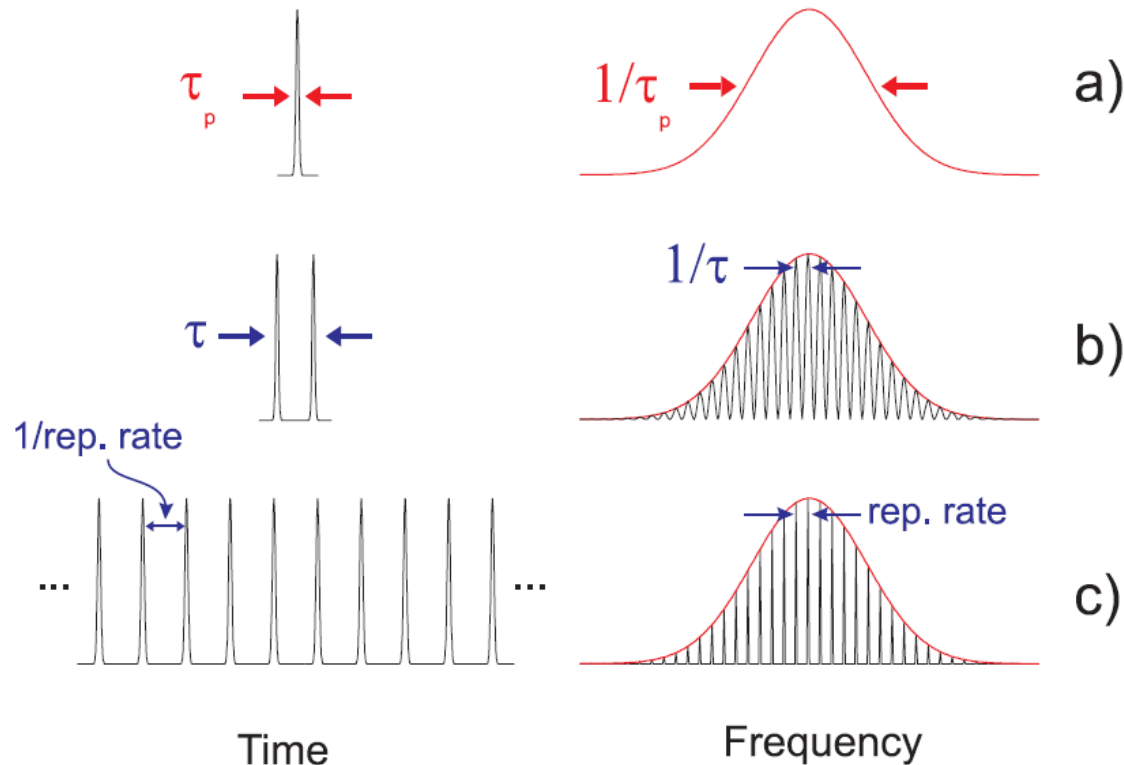 τp
1/τp
a)
τ
1/τ
b)
1/rep. rate
rep. rate
...
...
c)
Time
Frequency